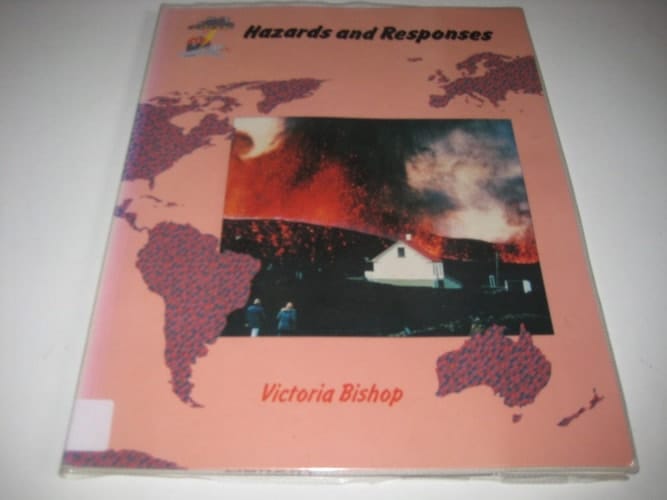 Hazards and Responses
Victoria Bishop